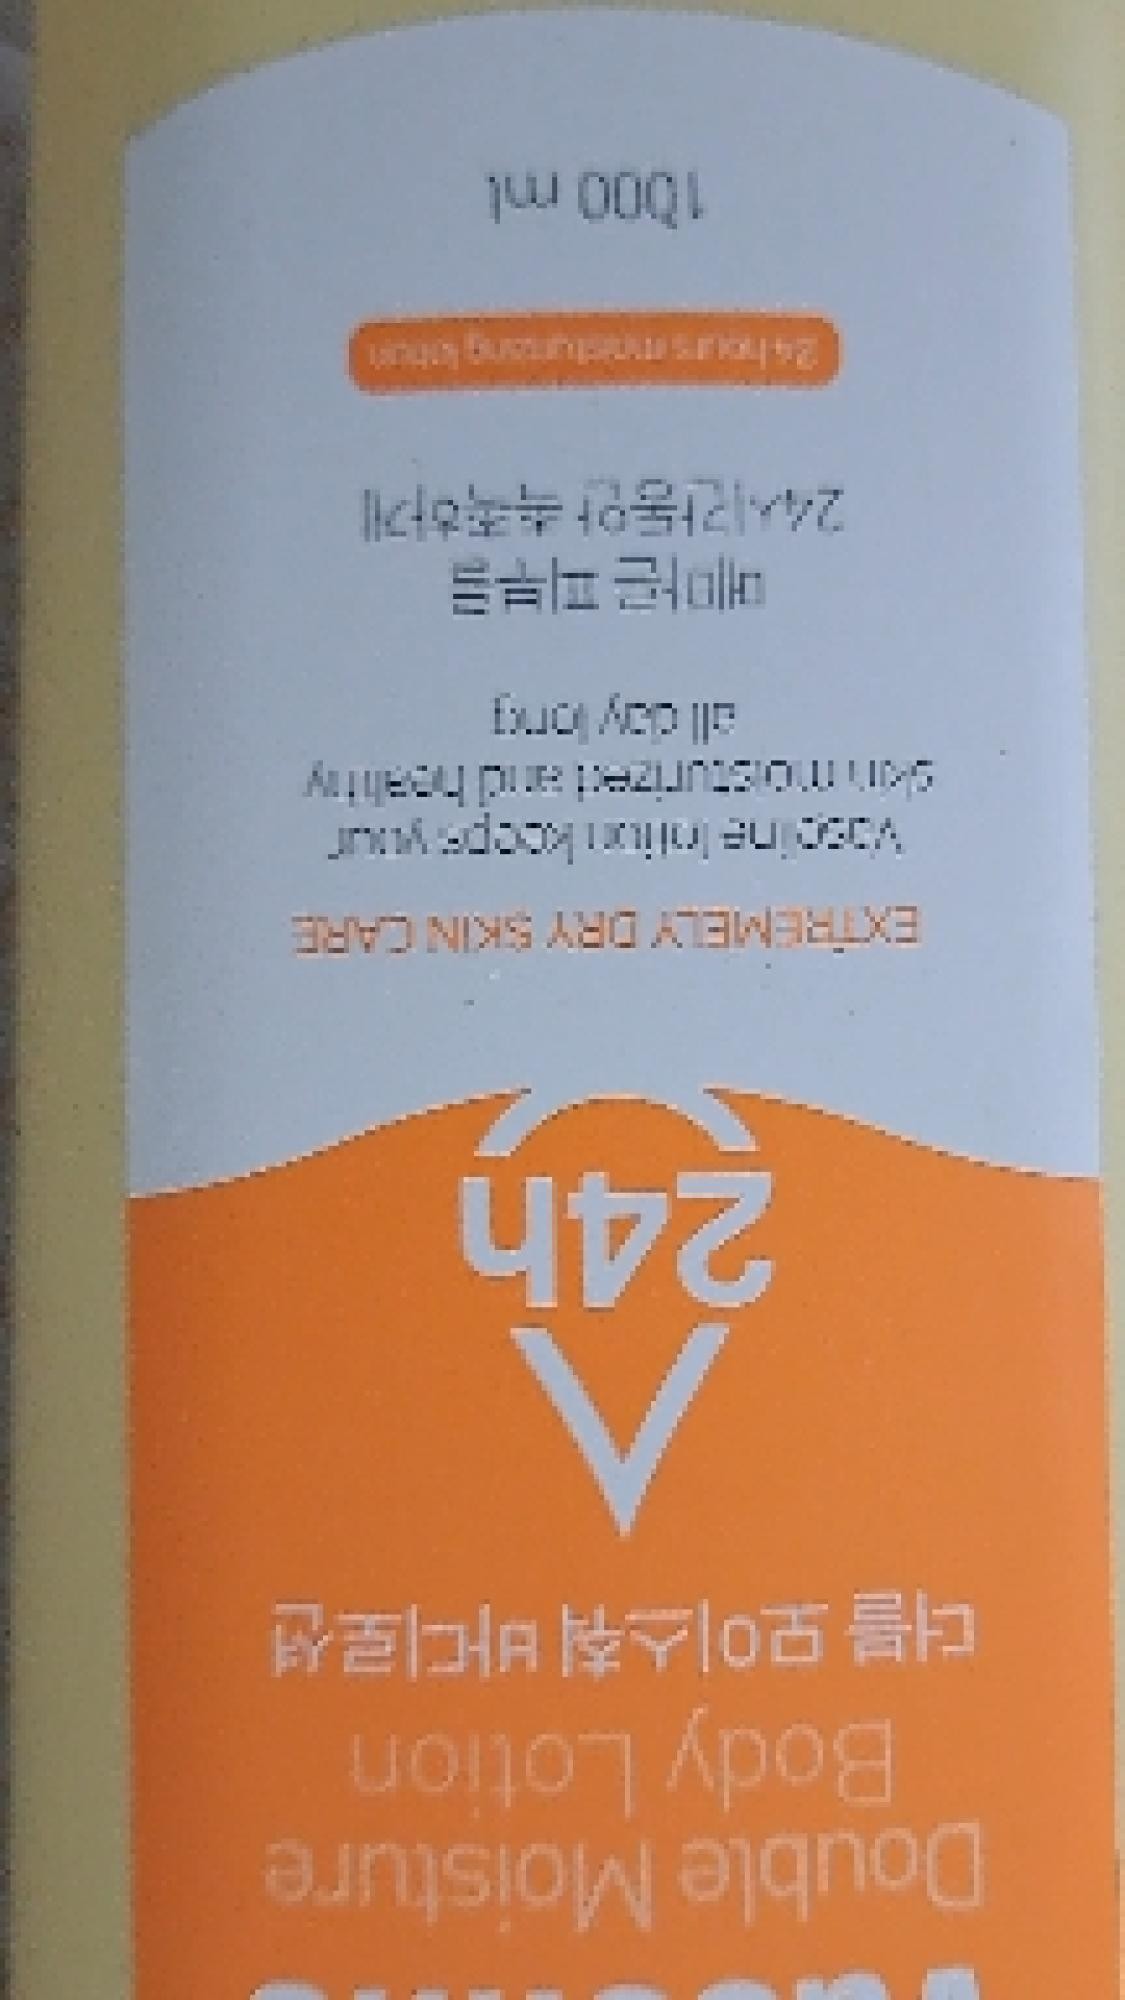 Double Moisture
Body Lotion
더블 모이스춰 바디로션
24h
EXTREMELY DRY SKIN CARE
Vaseline lotion keeps your
skin moisturized and healthy
all day long
메마른 피부를
24시간동안 촉촉하게
24 hours moisturizing lotion
1000 ml